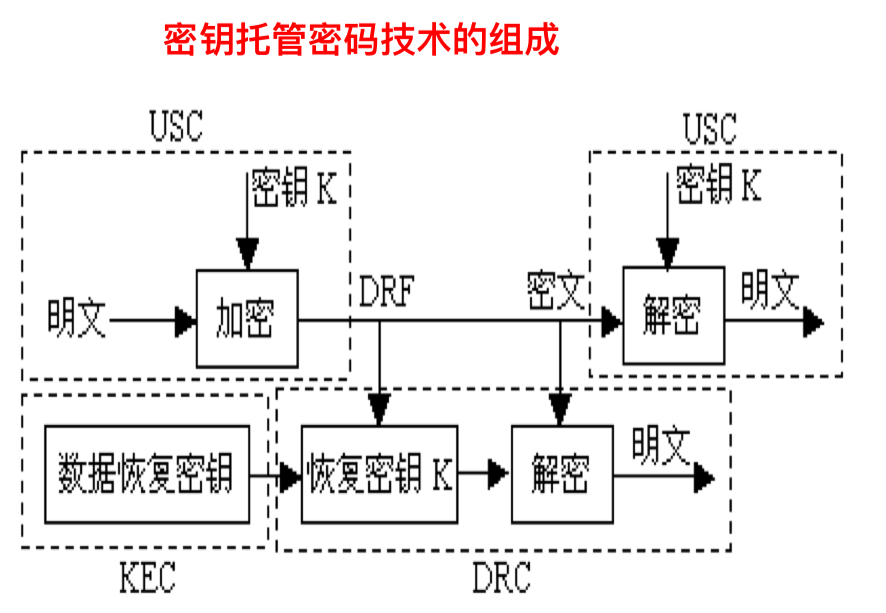 密钥托管密码技术的组成
USC
USC
密钥 K
密钥 K
明文
加密
DRF
密文
解密
明文
数据恢复密钥
恢复密钥 K
解密
明文
KEC
DRC